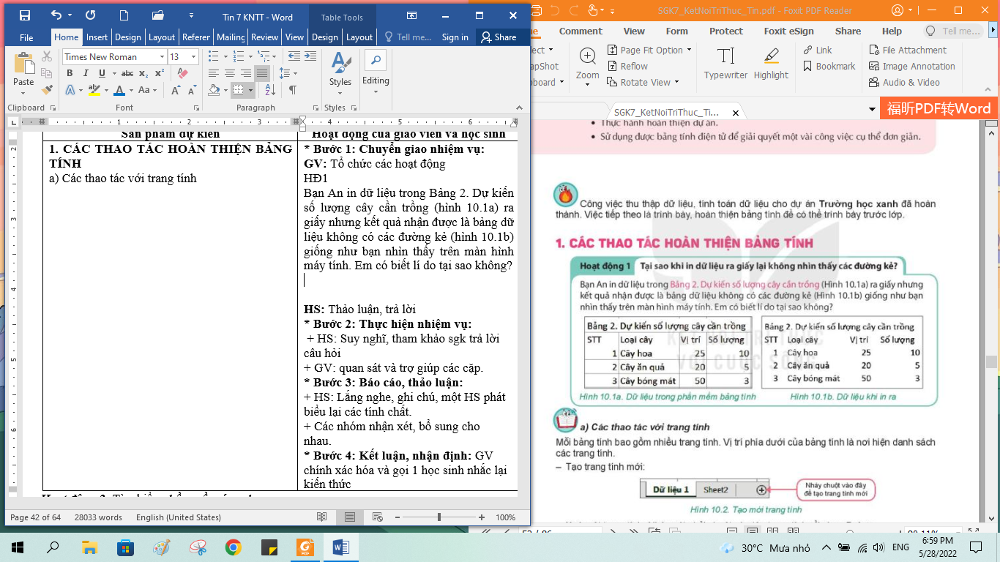 Tin 7 KNTT - Word
Table Tools
File
Home
Insert
Design
Layout
Referer
Mailing
Review
View
Design
Layout
Tell me...
Sign in
Share
Paste
Times New Roman
13
Styles
Editing
Clipboard
Font
Paragraph
Styles
Sản phẩm dự kiến
Hoạt động của giáo viên và học sinh
1. CÁC THAO TÁC HOÀN THIỆN BẢNG
TÍNH
a) Các thao tác với trang tính
* Bước 1: Chuyển giao nhiệm vụ:
GV: Tổ chức các hoạt động
HĐ1
Bạn An in dữ liệu trong Bảng 2. Dự kiến
số lượng cây cần trồng (hình 10.1a) ra
giấy nhưng kết quả nhận được là bảng dữ
liệu không có các đường kẻ (hình 10.1b)
giống như bạn nhìn thấy trên màn hình
máy tính. Em có biết lí do tại sao không?
HS: Thảo luận, trả lời
* Bước 2: Thực hiện nhiệm vụ:
+ HS: Suy nghĩ, tham khảo sgk trả lời
câu hỏi
+ GV: quan sát và trợ giúp các cặp.
* Bước 3: Báo cáo, thảo luận:
+ HS: Lắng nghe, ghi chú, một HS phát
biểu lại các tính chất.
+ Các nhóm nhận xét, bổ sung cho
nhau.
* Bước 4: Kết luận, nhận định: GV
chính xác hóa và gọi 1 học sinh nhắc lại
kiến thức
Page 42 of 64
28033 words
English (United States)
100%
SGK7_KetNoiTriThuc_Tin.pdf - Foxit PDF Reader
Comment
View
Form
Protect
Foxit eSign
Share
Help
Tell me...
Zoom
Page Fit Option
Reflow
Rotate View
Typewriter
Highlight
Link
Bookmark
File Attachment
Image Annotation
Audio & Video
SGK7_KetNoiTriThuc_Ti...
福昕PDF转Word
• Thực hành hoàn thiện dự án.
• Sử dụng được bảng tính điện tử để giải quyết một vài công việc cụ thể đơn giản.
Công việc thu thập dữ liệu, tính toán dữ liệu cho dự án Trường học xanh đã hoàn
thành. Việc tiếp theo là trình bày, hoàn thiện bảng tính để có thể trình bày trước lớp.
1. CÁC THAO TÁC HOÀN THIỆN BẢNG TÍNH
Hoạt động 1 Tại sao khi in dữ liệu ra giấy lại không nhìn thấy các đường kẻ?
Bạn An in dữ liệu trong Bảng 2. Dự kiến số lượng cây cần trồng (Hình 10.1a) ra giấy nhưng
kết quả nhận được là bảng dữ liệu không có các đường kẻ (Hình 10.1b) giống như bạn
nhìn thấy trên màn hình máy tính. Em có biết lí do tại sao không?
Bảng 2. Dự kiến số lượng cây cần trồng
STT Loại cây Vị trí Số lượng
1 Cây hoa 25 10
2 Cây ăn quả 20 5
3 Cây bóng mát 50 3
Hình 10.1a. Dữ liệu trong phần mềm bảng tính
Bảng 2. Dự kiến số lượng cây cần trồng
STT Loại cây Vị trí Số lượng
1 Cây hoa 25 10
2 Cây ăn quả 20 5
3 Cây bóng mát 50 3
Hình 10.1b. Dữ liệu khi in ra
a) Các thao tác với trang tính
Mỗi bảng tính bao gồm nhiều trang tính. Vị trí phía dưới của bảng tính là nơi hiện danh sách
các trang tính.
– Tạo trang tính mới:
Dữ liệu 1
Sheet2
Nháy chuột vào đây
để tạo trang tính mới
Hình 10.2. Tạo mới trang tính
30°C Mưa nhỏ
ENG
6:59 PM
5/28/2022